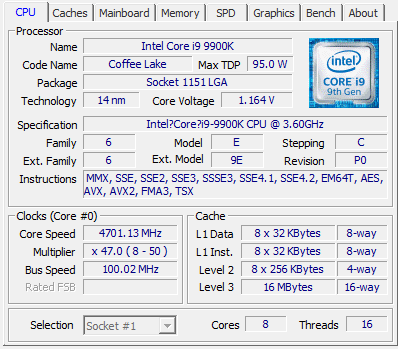 CPU Caches Mainboard Memory SPD Graphics Bench About
Processor
Name Intel Core i9 9900K
Code Name Coffee Lake Max TDP 95.0 W
Package Socket 1151 LGA
Technology 14 nm Core Voltage 1.164 V
intel
CORE i9
9th Gen
Specification Intel?Core?i9-9900K CPU @ 3.60GHz
Family 6 Model E Stepping C
Ext. Family 6 Ext. Model 9E Revision P0
Instructions MMX, SSE, SSE2, SSE3, SSSE3, SSE4.1, SSE4.2, EM64T, AES,
AVX, AVX2, FMA3, TSX
Clocks (Core #0)
Core Speed 4701.13 MHz
Multiplier x 47.0 ( 8 - 50 )
Bus Speed 100.02 MHz
Rated FSB
Cache
L1 Data 8 x 32 KBytes 8-way
L1 Inst. 8 x 32 KBytes 8-way
Level 2 8 x 256 KBytes 4-way
Level 3 16 MBytes 16-way
Selection Socket #1 Cores 8 Threads 16